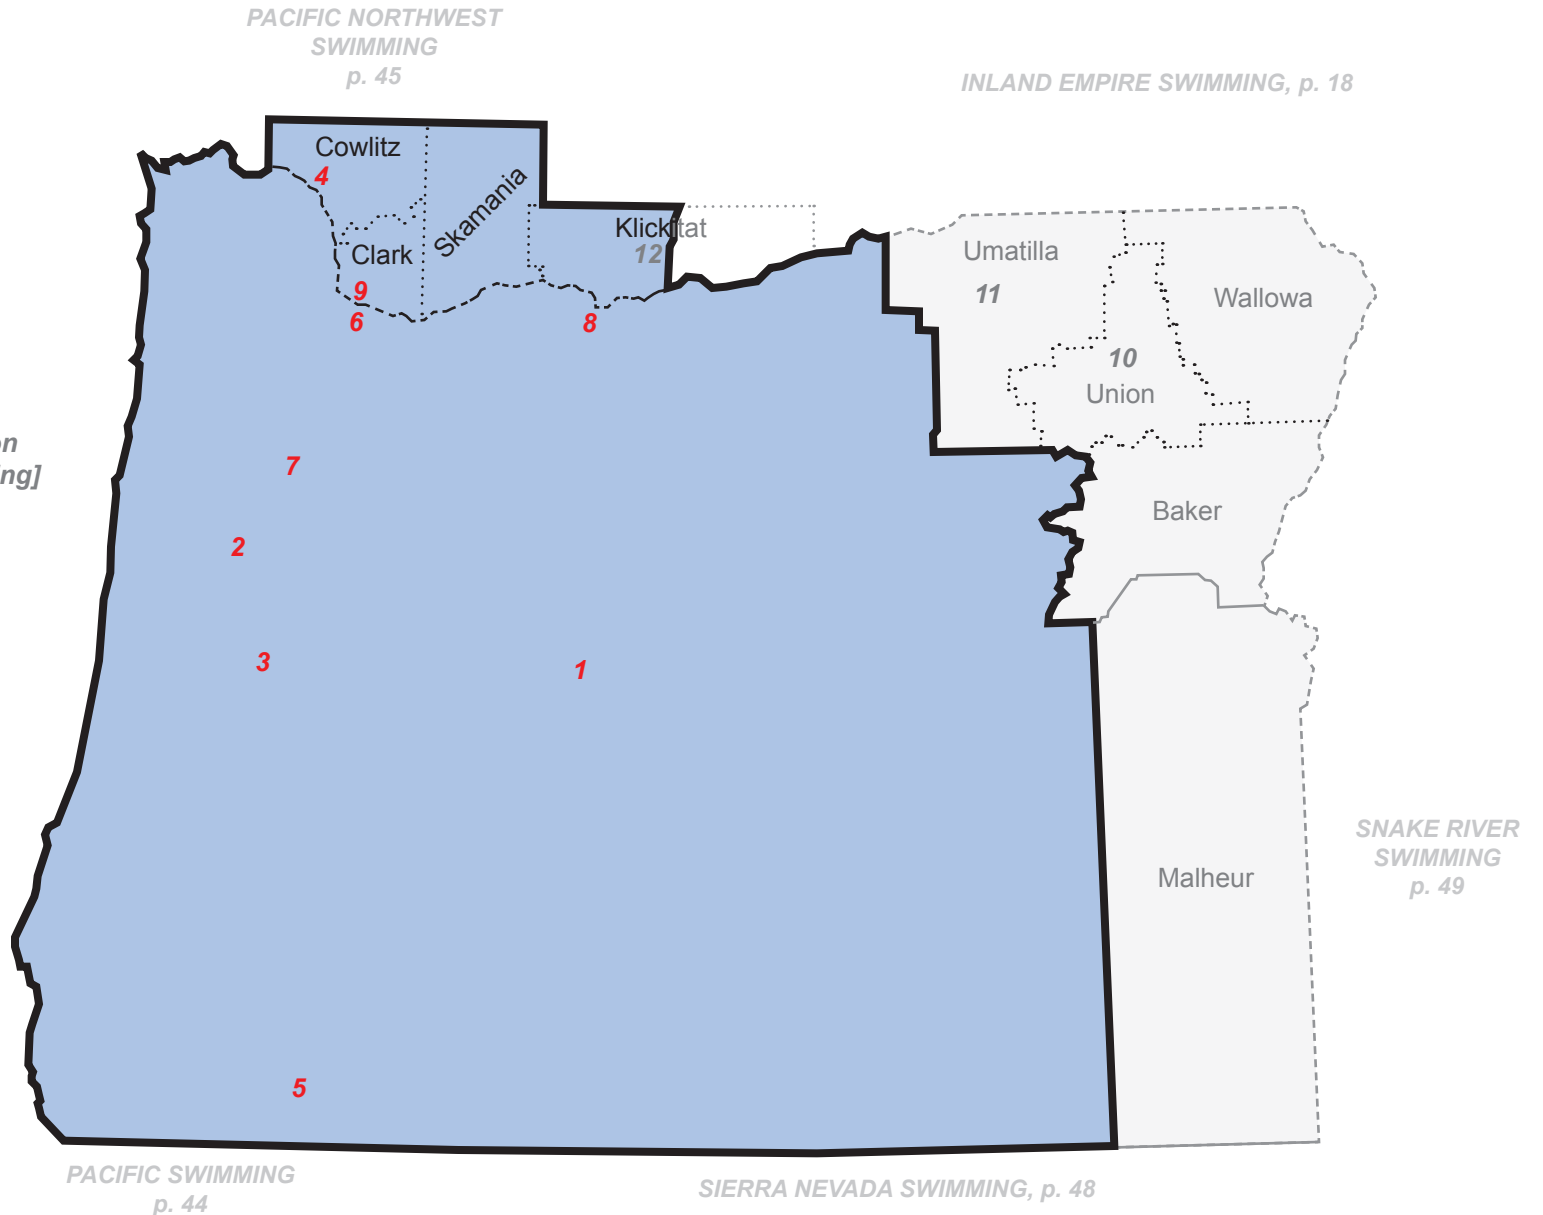 PACIFIC NORTHWEST
SWIMMING
p. 45
INLAND EMPIRE SWIMMING, p. 18
Cowlitz
4
Skamania
Klickitat
12
Clark
9
6
8
Umatilla
11
Wallowa
10
Union
7
Baker
2
3
1
Malheur
SNAKE RIVER
SWIMMING
p. 49
5
PACIFIC SWIMMING
p. 44
SIERRA NEVADA SWIMMING, p. 48